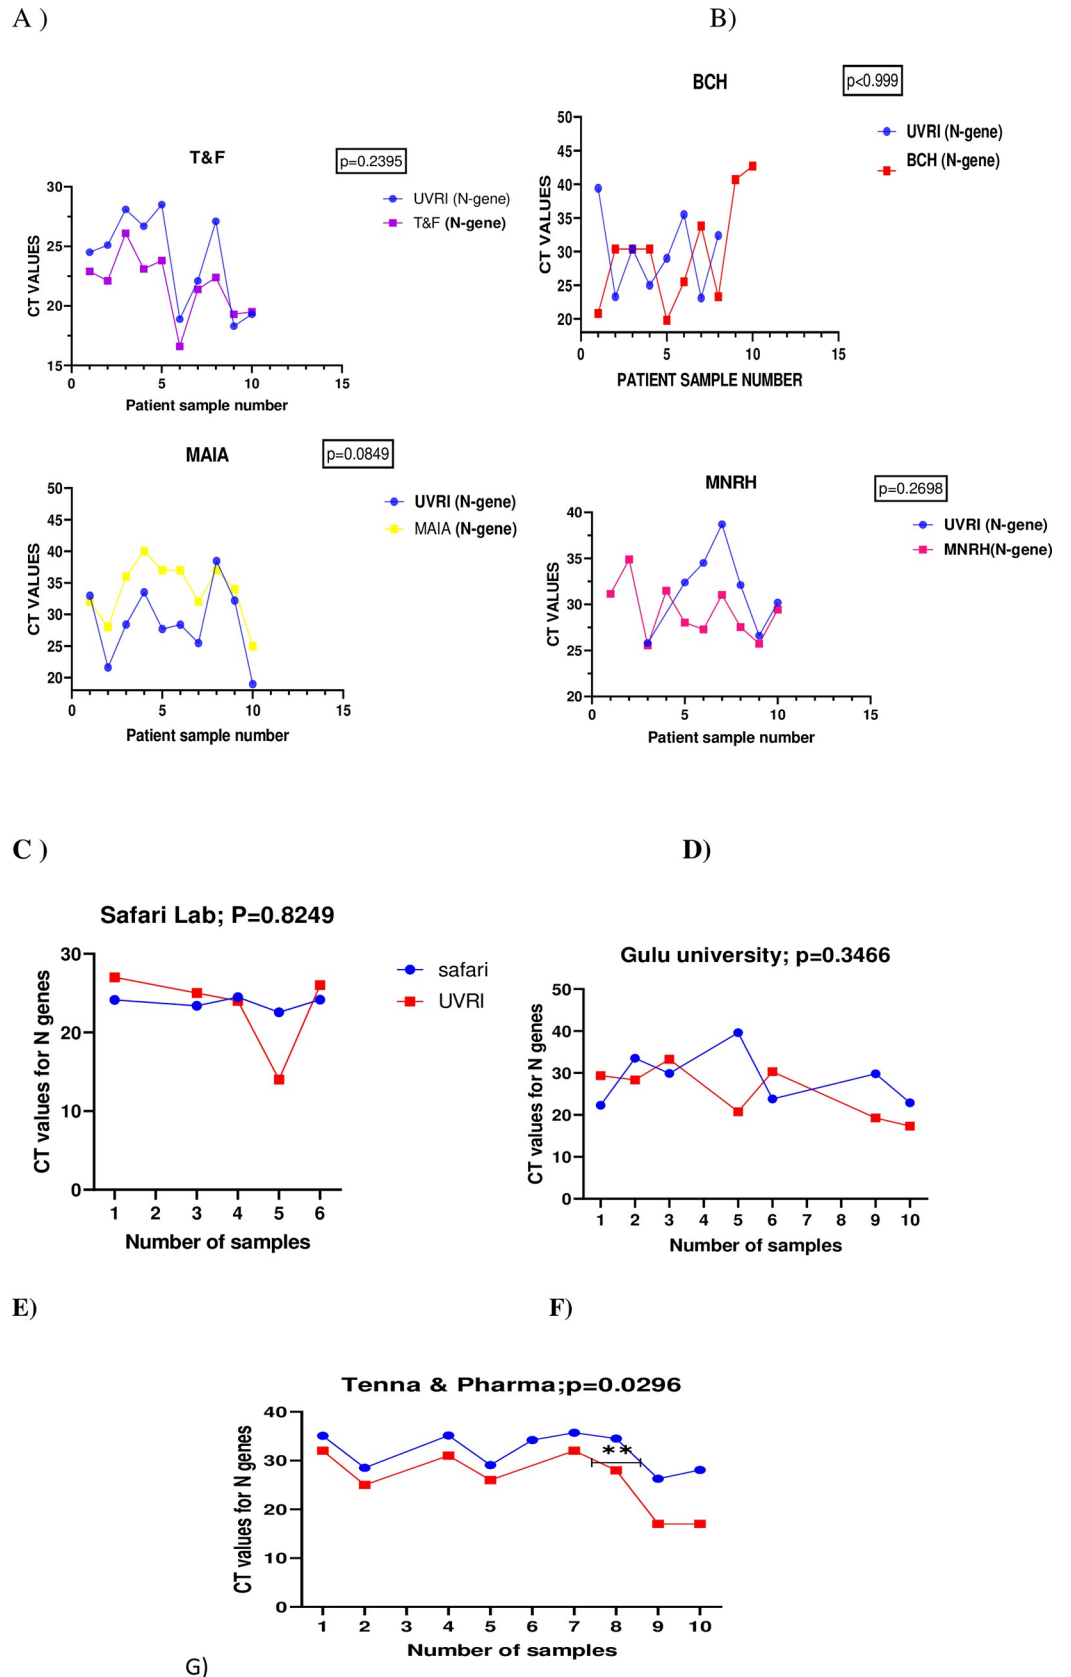 A )
B)
T&F
p=0.2395
UVRI (N-gene)
T&F (N-gene)
30
25
20
15
CT VALUES
0 5 10 15
Patient sample number
BCH
p<0.999
UVRI (N-gene)
BCH (N-gene)
50
45
40
35
30
25
20
CT VALUES
0 5 10 15
PATIENT SAMPLE NUMBER
MAIA
p=0.0849
UVRI (N-gene)
MAIA (N-gene)
50
45
40
35
30
25
20
CT VALUES
0 5 10 15
Patient sample number
MNRH
p=0.2698
UVRI (N-gene)
MNRH(N-gene)
40
35
30
25
20
CT VALUES
0 5 10 15
Patient sample number
C )
D)
Safari Lab; P=0.8249
safari
UVRI
30
20
10
0
CT values for N genes
1 2 3 4 5 6
Number of samples
Gulu university; p=0.3466
50
40
30
20
10
0
CT values for N genes
1 2 3 4 5 6 7 8 9 10
Number of samples
E)
F)
Tenna & Pharma;p=0.0296
40
30
20
10
0
CT values for N genes
**
1 2 3 4 5 6 7 8 9 10
Number of samples
G)